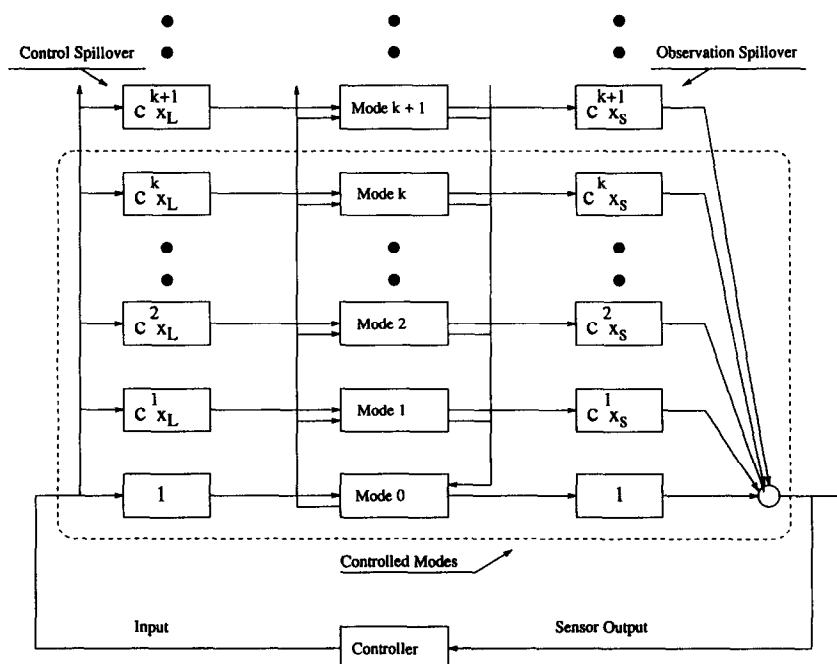 Control Spillover
Observation Spillover
c^{k+1} x_L
Mode k + 1
c^{k+1} x_S
c^k x_L
Mode k
c^k x_S
c^2 x_L
Mode 2
c^2 x_S
c^1 x_L
Mode 1
c^1 x_S
1
Mode 0
1
Controlled Modes
Input
Sensor Output
Controller